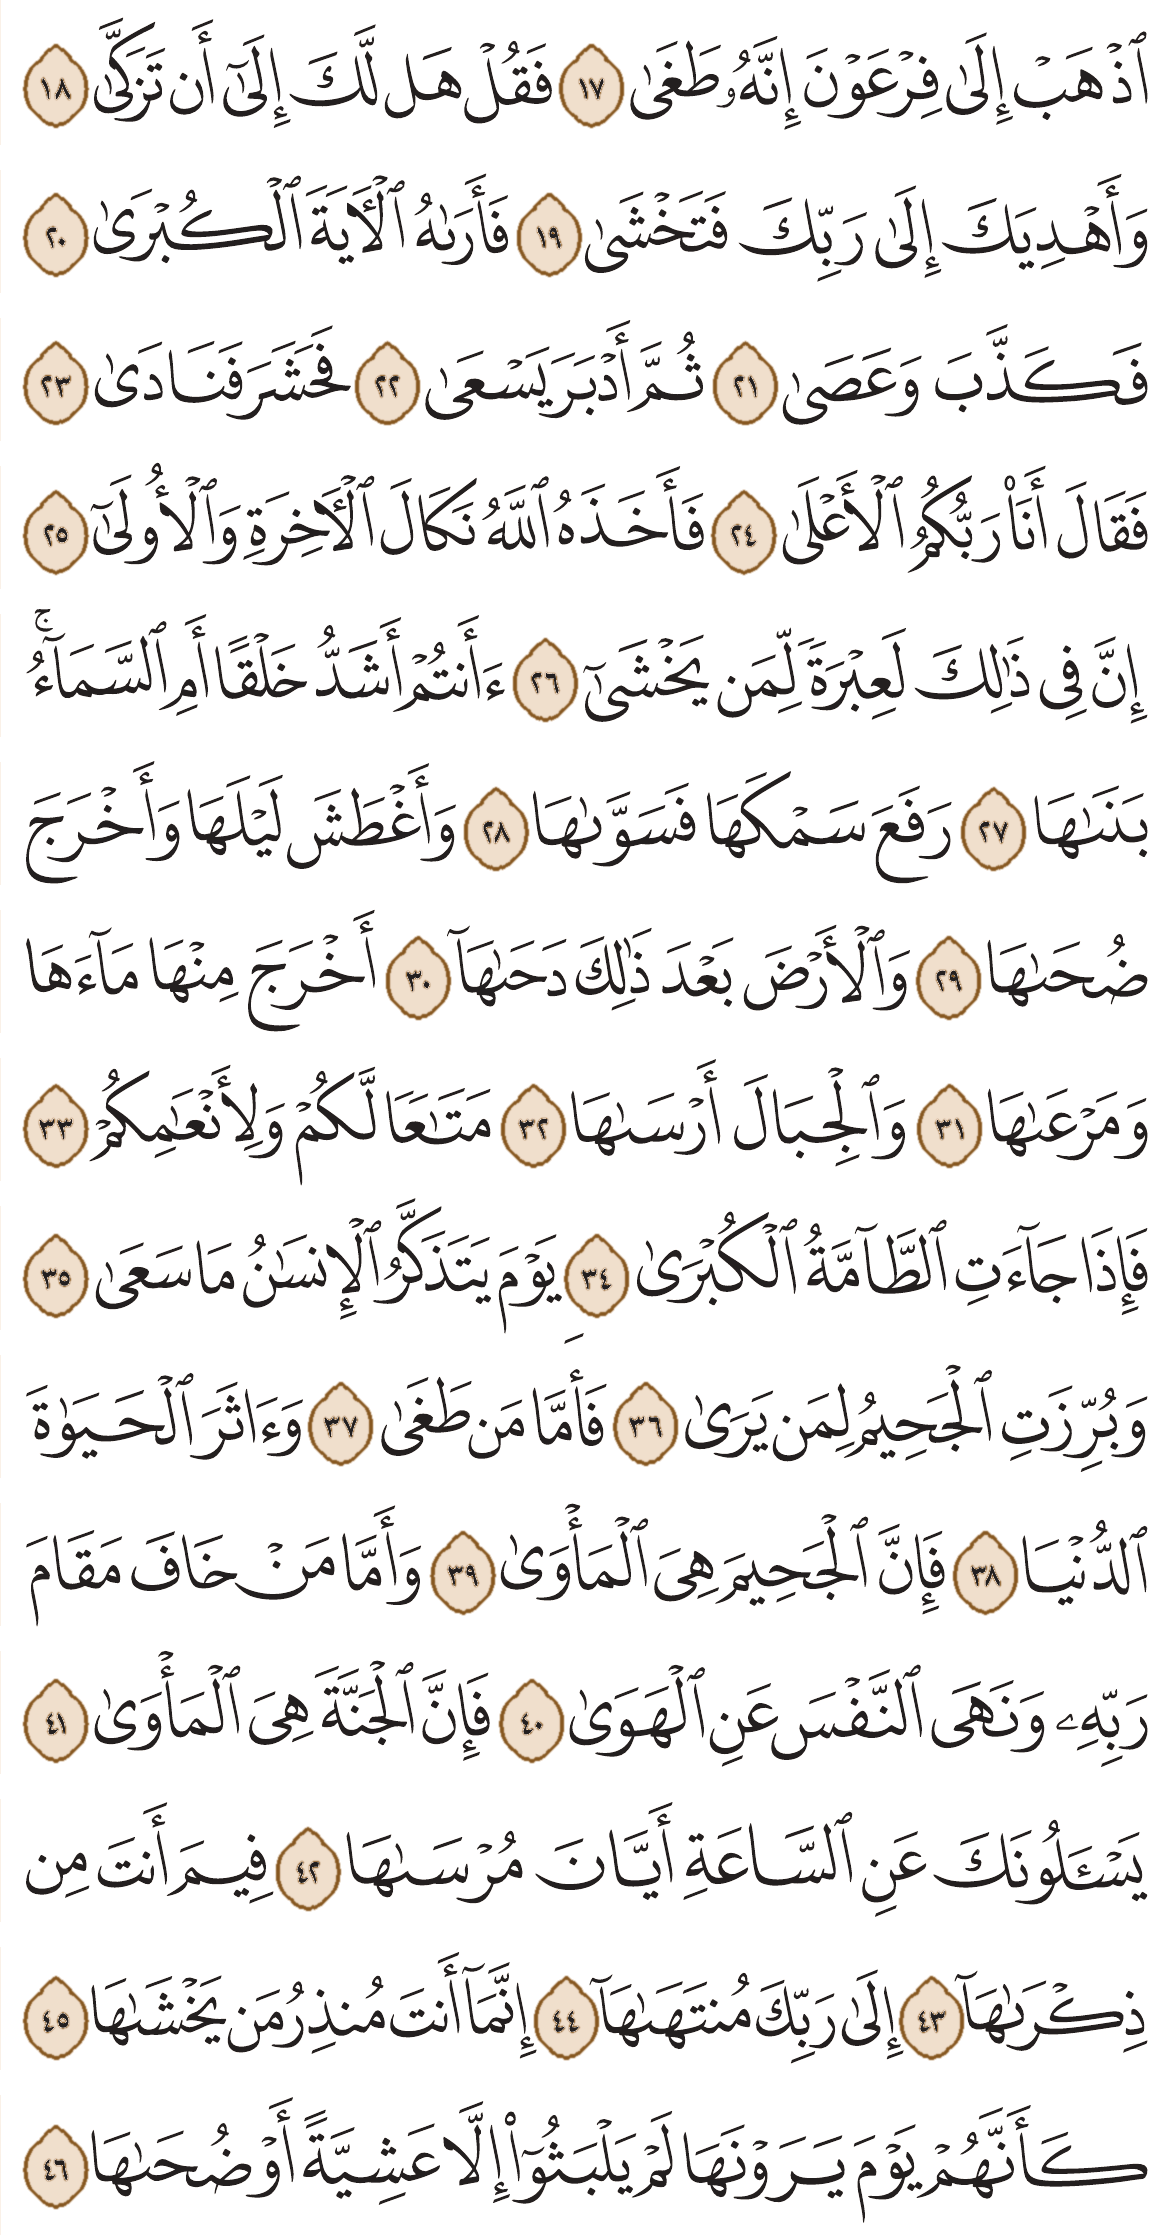 ٱذْهَبْ إِلَىٰ فِرْعَوْنَ إِنَّهُۥ طَغَىٰ ١٧ فَقُلْ هَل لَّكَ إِلَىٰٓ أَن تَزَكَّىٰ ١٨
وَأَهْدِيَكَ إِلَىٰ رَبِّكَ فَتَخْشَىٰ ١٩ فَأَرَىٰهُ ٱلْـَٔايَةَ ٱلْكُبْرَىٰ ٢٠
فَكَذَّبَ وَعَصَىٰ ٢١ ثُمَّ أَدْبَرَ يَسْعَىٰ ٢٢ فَحَشَرَ فَنَادَىٰ ٢٣
فَقَالَ أَنَا۠ رَبُّكُمُ ٱلْأَعْلَىٰ ٢٤ فَأَخَذَهُ ٱللَّهُ نَكَالَ ٱلْـَٔاخِرَةِ وَٱلْأُولَىٰٓ ٢٥
إِنَّ فِى ذَٰلِكَ لَعِبْرَةً لِّمَن يَخْشَىٰٓ ٢٦ ءَأَنتُمْ أَشَدُّ خَلْقًا أَمِ ٱلسَّمَآءُ ۚ
بَنَىٰهَا ٢٧ رَفَعَ سَمْكَهَا فَسَوَّىٰهَا ٢٨ وَأَغْطَشَ لَيْلَهَا وَأَخْرَجَ
ضُحَىٰهَا ٢٩ وَٱلْأَرْضَ بَعْدَ ذَٰلِكَ دَحَىٰهَآ ٣٠ أَخْرَجَ مِنْهَا مَآءَهَا
وَمَرْعَىٰهَا ٣١ وَٱلْجِبَالَ أَرْسَىٰهَا ٣٢ مَتَـٰعًا لَّكُمْ وَلِأَنْعَـٰمِكُمْ ٣٣
فَإِذَا جَآءَتِ ٱلطَّآمَّةُ ٱلْكُبْرَىٰ ٣٤ يَوْمَ يَتَذَكَّرُ ٱلْإِنسَـٰنُ مَا سَعَىٰ ٣٥
وَبُرِّزَتِ ٱلْجَحِيمُ لِمَن يَرَىٰ ٣٦ فَأَمَّا مَن طَغَىٰ ٣٧ وَءَاثَرَ ٱلْحَيَوٰةَ
ٱلدُّنْيَا ٣٨ فَإِنَّ ٱلْجَحِيمَ هِىَ ٱلْمَأْوَىٰ ٣٩ وَأَمَّا مَنْ خَافَ مَقَامَ
رَبِّهِۦ وَنَهَى ٱلنَّفْسَ عَنِ ٱلْهَوَىٰ ٤٠ فَإِنَّ ٱلْجَنَّةَ هِىَ ٱلْمَأْوَىٰ ٤١
يَسْـَٔلُونَكَ عَنِ ٱلسَّاعَةِ أَيَّانَ مُرْسَىٰهَا ٤٢ فِيمَ أَنتَ مِن
ذِكْرَىٰهَآ ٤٣ إِلَىٰ رَبِّكَ مُنتَهَىٰهَآ ٤٤ إِنَّمَآ أَنتَ مُنذِرُ مَن يَخْشَىٰهَا ٤٥
كَأَنَّهُمْ يَوْمَ يَرَوْنَهَا لَمْ يَلْبَثُوٓا۟ إِلَّا عَشِيَّةً أَوْ ضُحَىٰهَا ٤٦